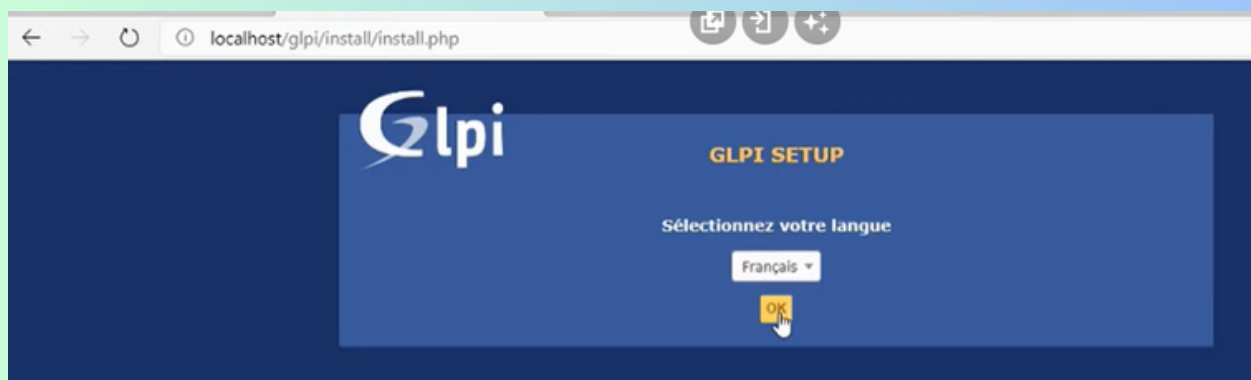 localhost/glpi/install/install.php
Glpi
GLPI SETUP
Sélectionnez votre langue
Français
OK